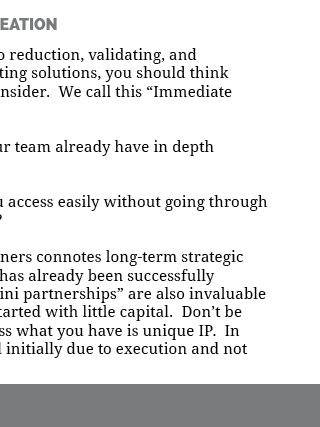 EATION
o reduction, validating, and
ting solutions, you should think
nsider.  We call this “Immediate
ur team already have in depth
u access easily without going through
?
ners connotes long-term strategic
has already been successfully
ini partnerships” are also invaluable
tarted with little capital.  Don’t be
ss what you have is unique IP.  In
l initially due to execution and not